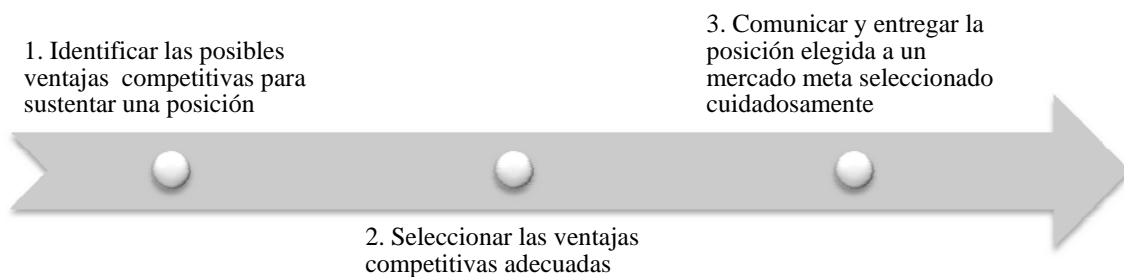 1. Identificar las posibles
ventajas  competitivas para
sustentar una posición
2. Seleccionar las ventajas
competitivas adecuadas
3. Comunicar y entregar la
posición elegida a un
mercado meta seleccionado
cuidadosamente